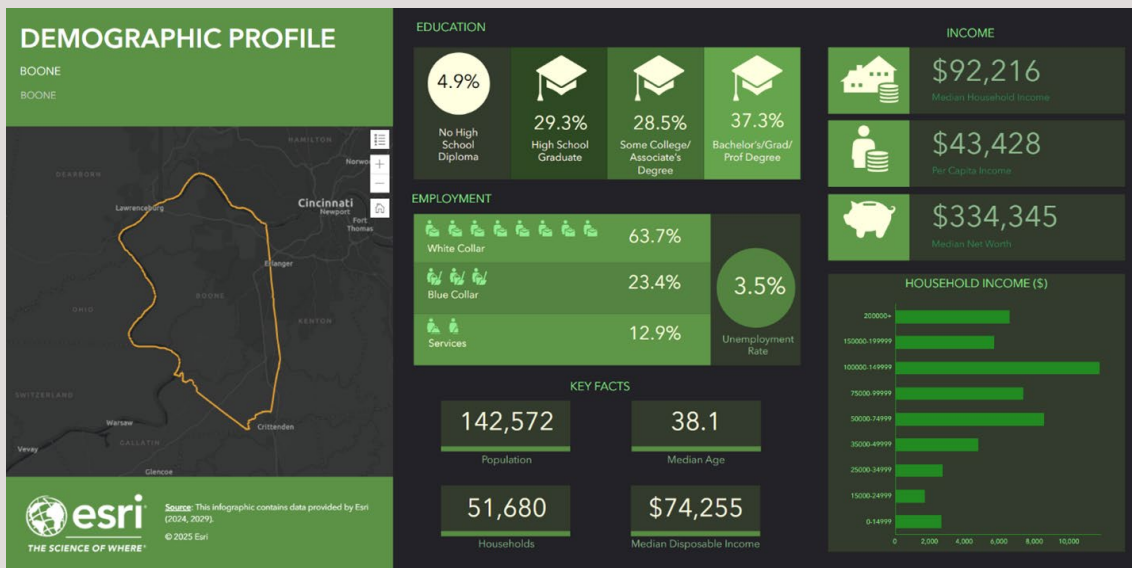 DEMOGRAPHIC PROFILE
BOONE
BOONE
HAMILTON
DEARBORN
Lawrenceburg
Cincinnati
Newport
Fort
Thomas
Erlanger
BOONE
OHIO
KENTON
SWITZERLAND
Warsaw
GALLATIN
Crittenden
Vevay
Glencoe
esri
THE SCIENCE OF WHERE®
Source: This infographic contains data provided by Esri
(2024, 2029).
© 2025 Esri
EDUCATION
4.9%
No High
School
Diploma
29.3%
High School
Graduate
28.5%
Some College/
Associate's
Degree
37.3%
Bachelor's/Grad/
Prof Degree
EMPLOYMENT
White Collar
63.7%
Blue Collar
23.4%
Services
12.9%
3.5%
Unemployment
Rate
KEY FACTS
142,572
Population
38.1
Median Age
51,680
Households
$74,255
Median Disposable Income
INCOME
$92,216
Median Household Income
$43,428
Per Capita Income
$334,345
Median Net Worth
HOUSEHOLD INCOME ($)
200000+
150000-199999
100000-149999
75000-99999
50000-74999
35000-49999
25000-34999
15000-24999
0-14999
0 2,000 4,000 6,000 8,000 10,000